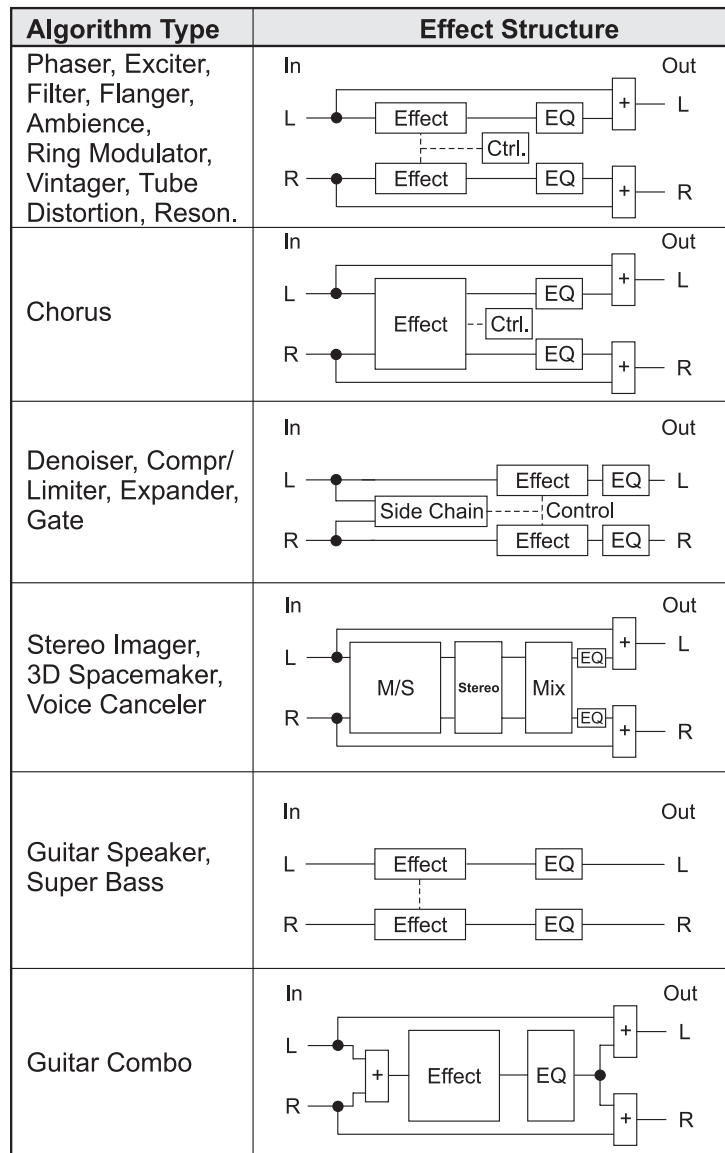 Algorithm Type Effect Structure
Phaser, Exciter,
Filter, Flanger,
Ambience,
Ring Modulator,
Vintager, Tube
Distortion, Reson.
In Out
L Effect EQ + L
Ctrl.
R Effect EQ + R
Chorus
In Out
L EQ + L
Effect Ctrl.
R EQ + R
Denoiser, Compr/
Limiter, Expander,
Gate
In Out
L Effect EQ L
Side Chain Control
R Effect EQ R
Stereo Imager,
3D Spacemaker,
Voice Canceler
In Out
L EQ + L
M/S Stereo Mix
R EQ + R
Guitar Speaker,
Super Bass
In Out
L Effect EQ L
R Effect EQ R
Guitar Combo
In Out
L + L
+ Effect EQ
R + R